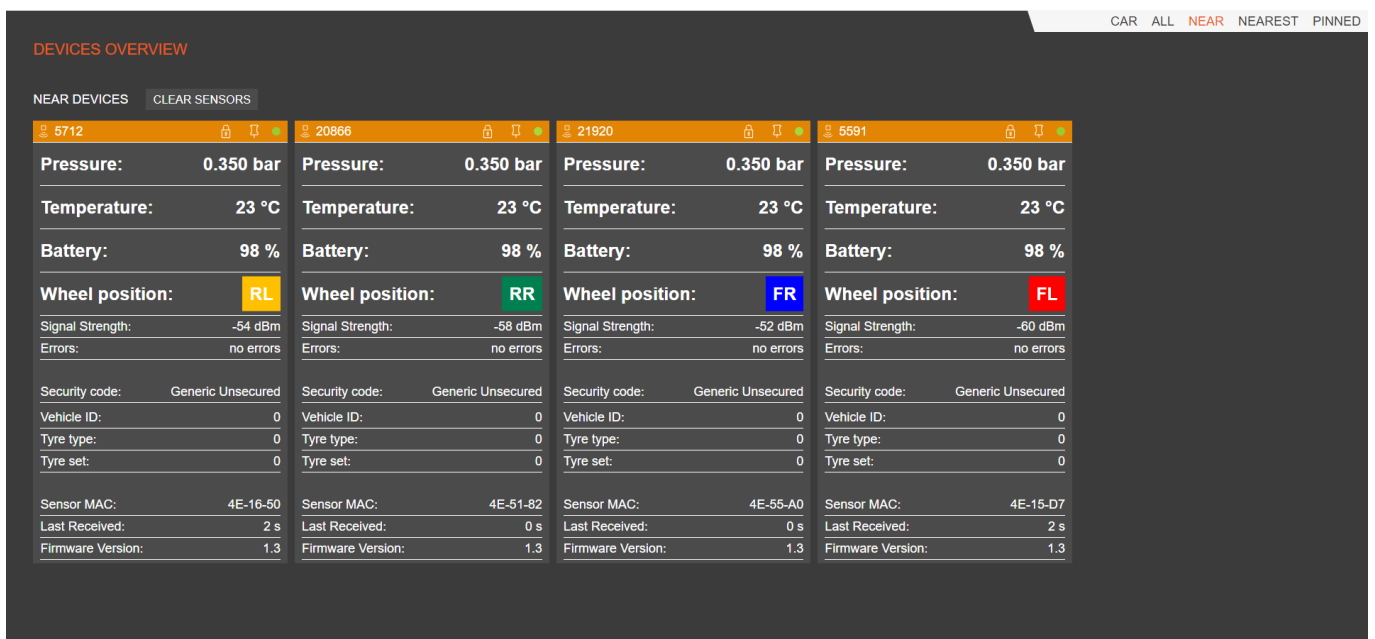 CAR ALL NEAR NEAREST PINNED
DEVICES OVERVIEW
NEAR DEVICES CLEAR SENSORS
5712
Pressure: 0.350 bar
Temperature: 23 °C
Battery: 98 %
Wheel position: RL
Signal Strength: -54 dBm
Errors: no errors
Security code: Generic Unsecured
Vehicle ID: 0
Tyre type: 0
Tyre set: 0
Sensor MAC: 4E-16-50
Last Received: 2 s
Firmware Version: 1.3
20866
Pressure: 0.350 bar
Temperature: 23 °C
Battery: 98 %
Wheel position: RR
Signal Strength: -58 dBm
Errors: no errors
Security code: Generic Unsecured
Vehicle ID: 0
Tyre type: 0
Tyre set: 0
Sensor MAC: 4E-51-82
Last Received: 0 s
Firmware Version: 1.3
21920
Pressure: 0.350 bar
Temperature: 23 °C
Battery: 98 %
Wheel position: FR
Signal Strength: -52 dBm
Errors: no errors
Security code: Generic Unsecured
Vehicle ID: 0
Tyre type: 0
Tyre set: 0
Sensor MAC: 4E-55-A0
Last Received: 0 s
Firmware Version: 1.3
5591
Pressure: 0.350 bar
Temperature: 23 °C
Battery: 98 %
Wheel position: FL
Signal Strength: -60 dBm
Errors: no errors
Security code: Generic Unsecured
Vehicle ID: 0
Tyre type: 0
Tyre set: 0
Sensor MAC: 4E-15-D7
Last Received: 2 s
Firmware Version: 1.3